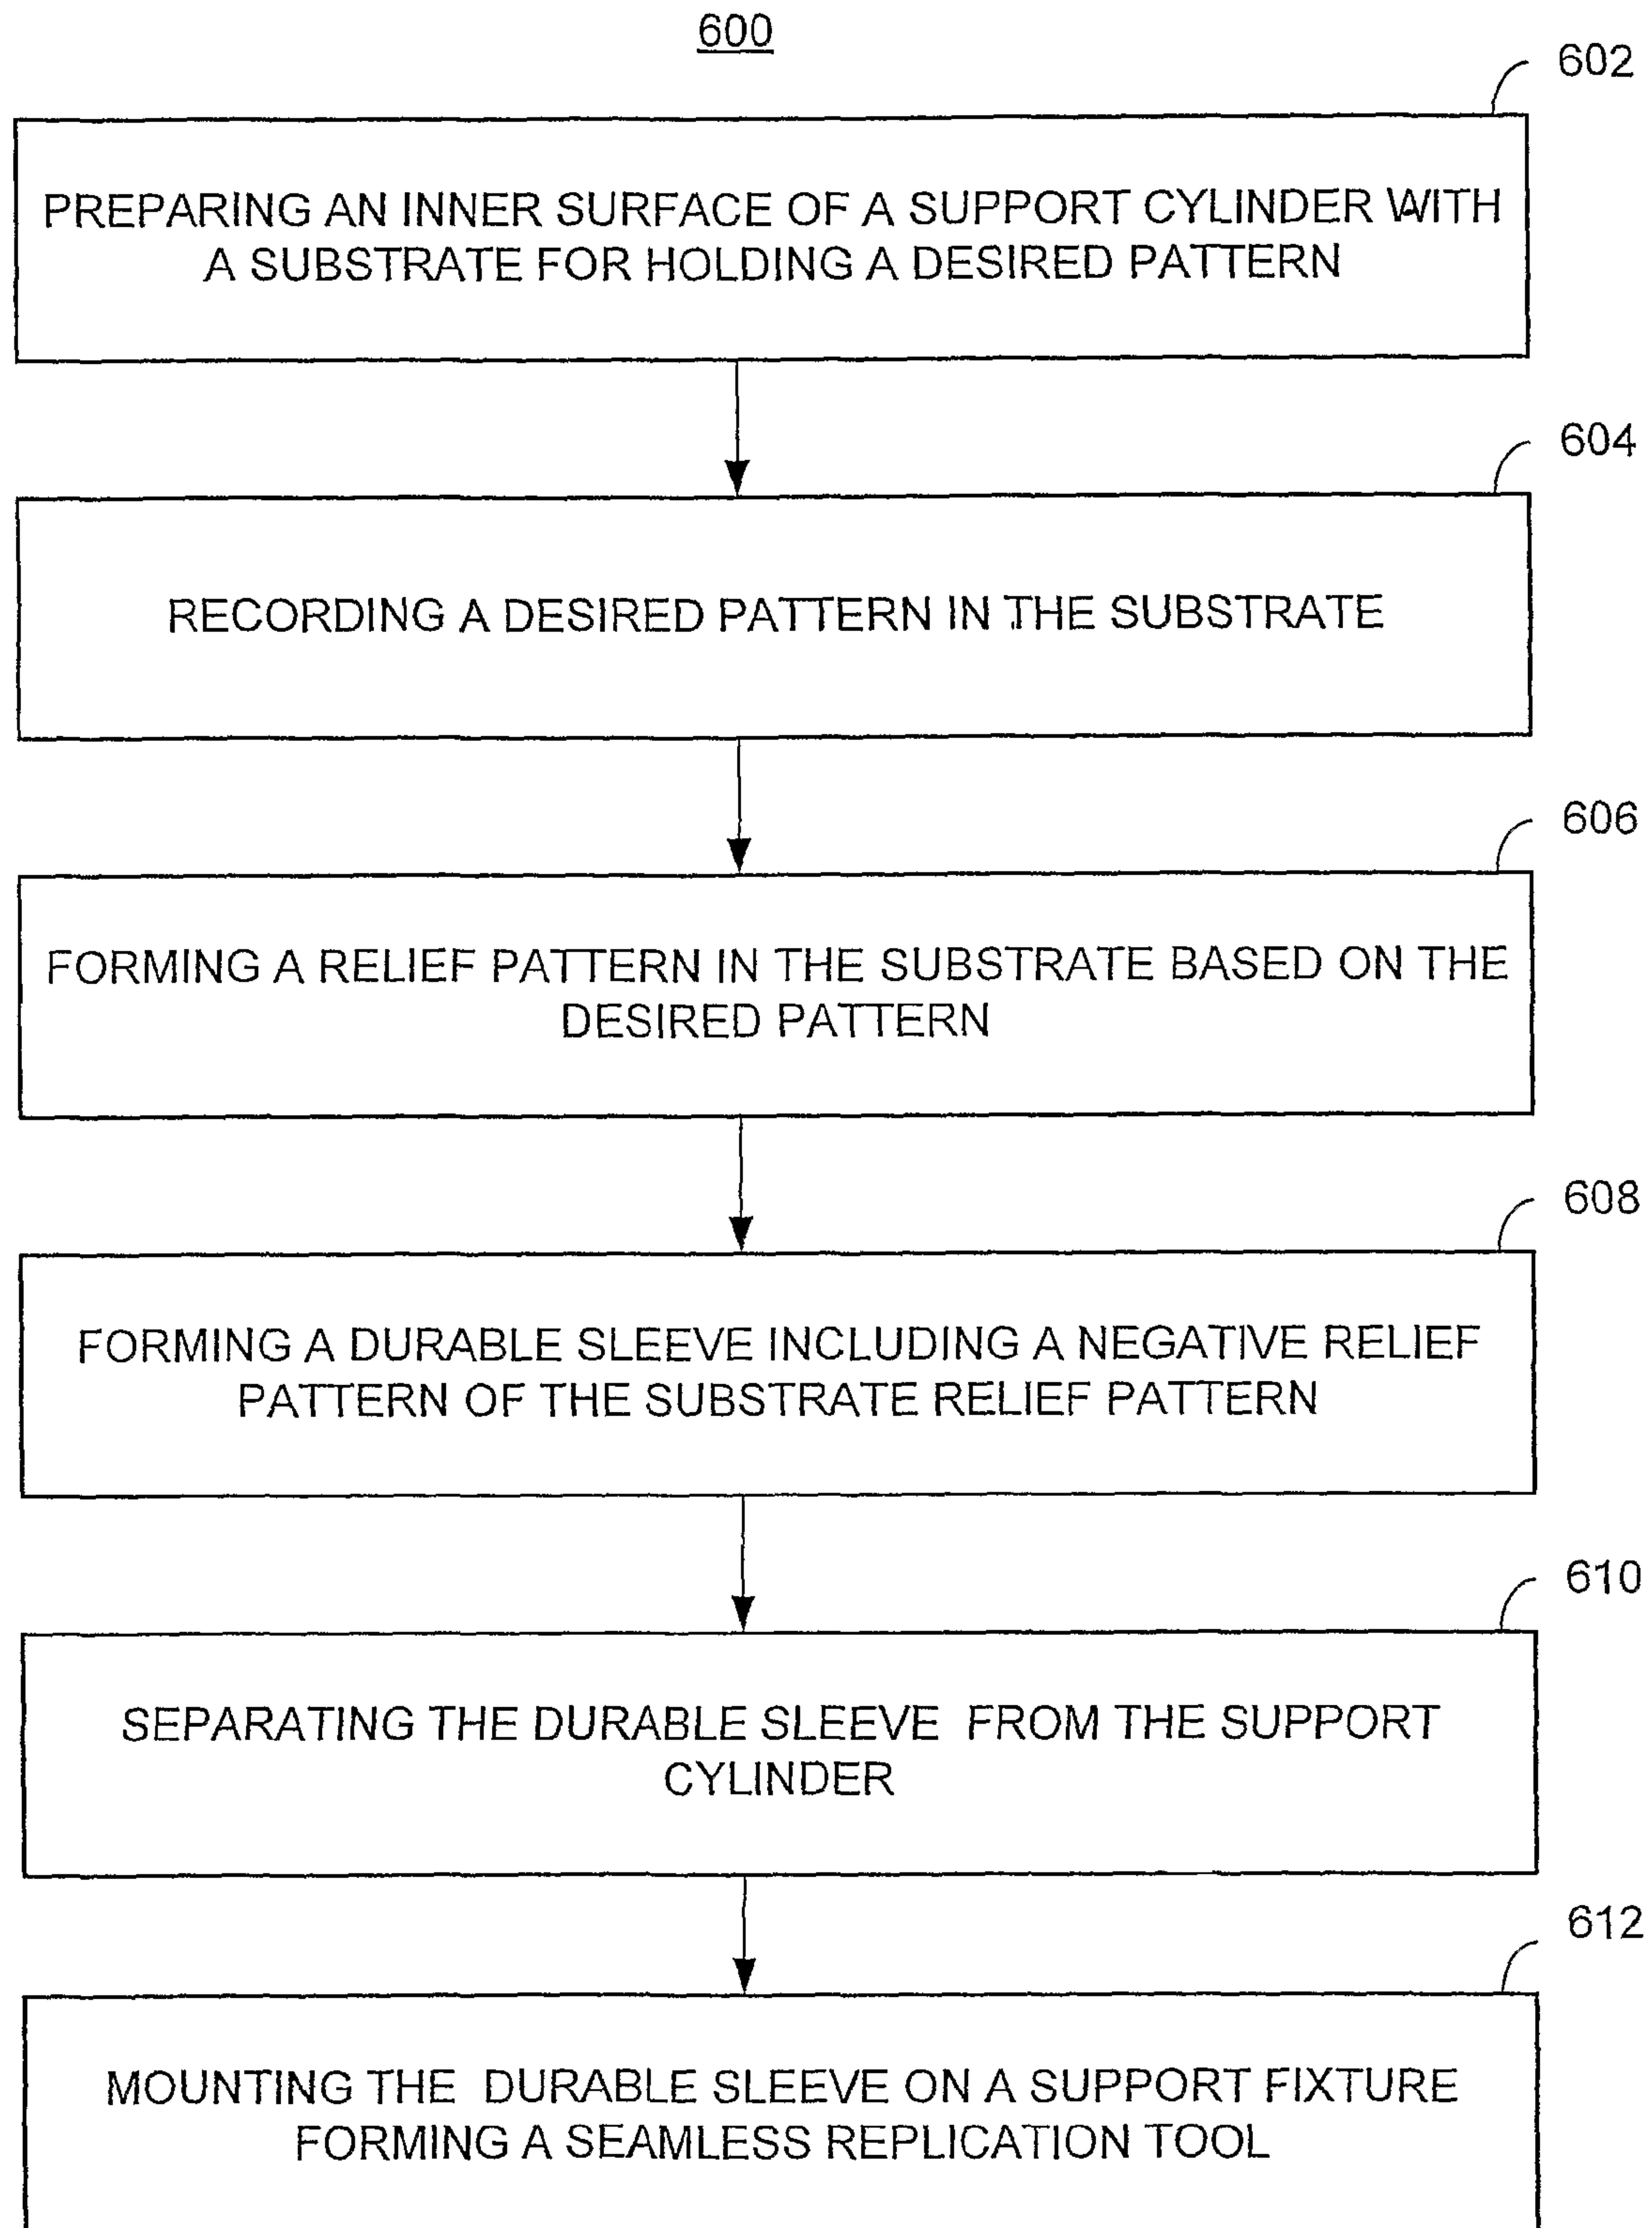 600
602
PREPARING AN INNER SURFACE OF A SUPPORT CYLINDER WITH
A SUBSTRATE FOR HOLDING A DESIRED PATTERN
604
RECORDING A DESIRED PATTERN IN THE SUBSTRATE
606
FORMING A RELIEF PATTERN IN THE SUBSTRATE BASED ON THE
DESIRED PATTERN
608
FORMING A DURABLE SLEEVE INCLUDING A NEGATIVE RELIEF
PATTERN OF THE SUBSTRATE RELIEF PATTERN
610
SEPARATING THE DURABLE SLEEVE FROM THE SUPPORT
CYLINDER
612
MOUNTING THE DURABLE SLEEVE ON A SUPPORT FIXTURE
FORMING A SEAMLESS REPLICATION TOOL